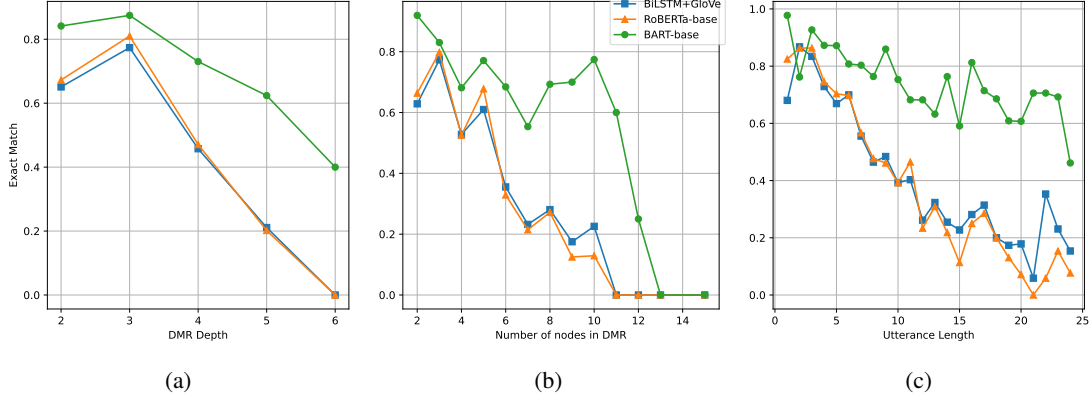 Exact Match
0.8
0.6
0.4
0.2
0.0
2 3 4 5 6
DMR Depth
BiLSTM+GloVe
RoBERTa-base
BART-base
0.8
0.6
0.4
0.2
0.0
2 4 6 8 10 12 14
Number of nodes in DMR
1.0
0.8
0.6
0.4
0.2
0.0
0 5 10 15 20 25
Utterance Length
(a) (b) (c)